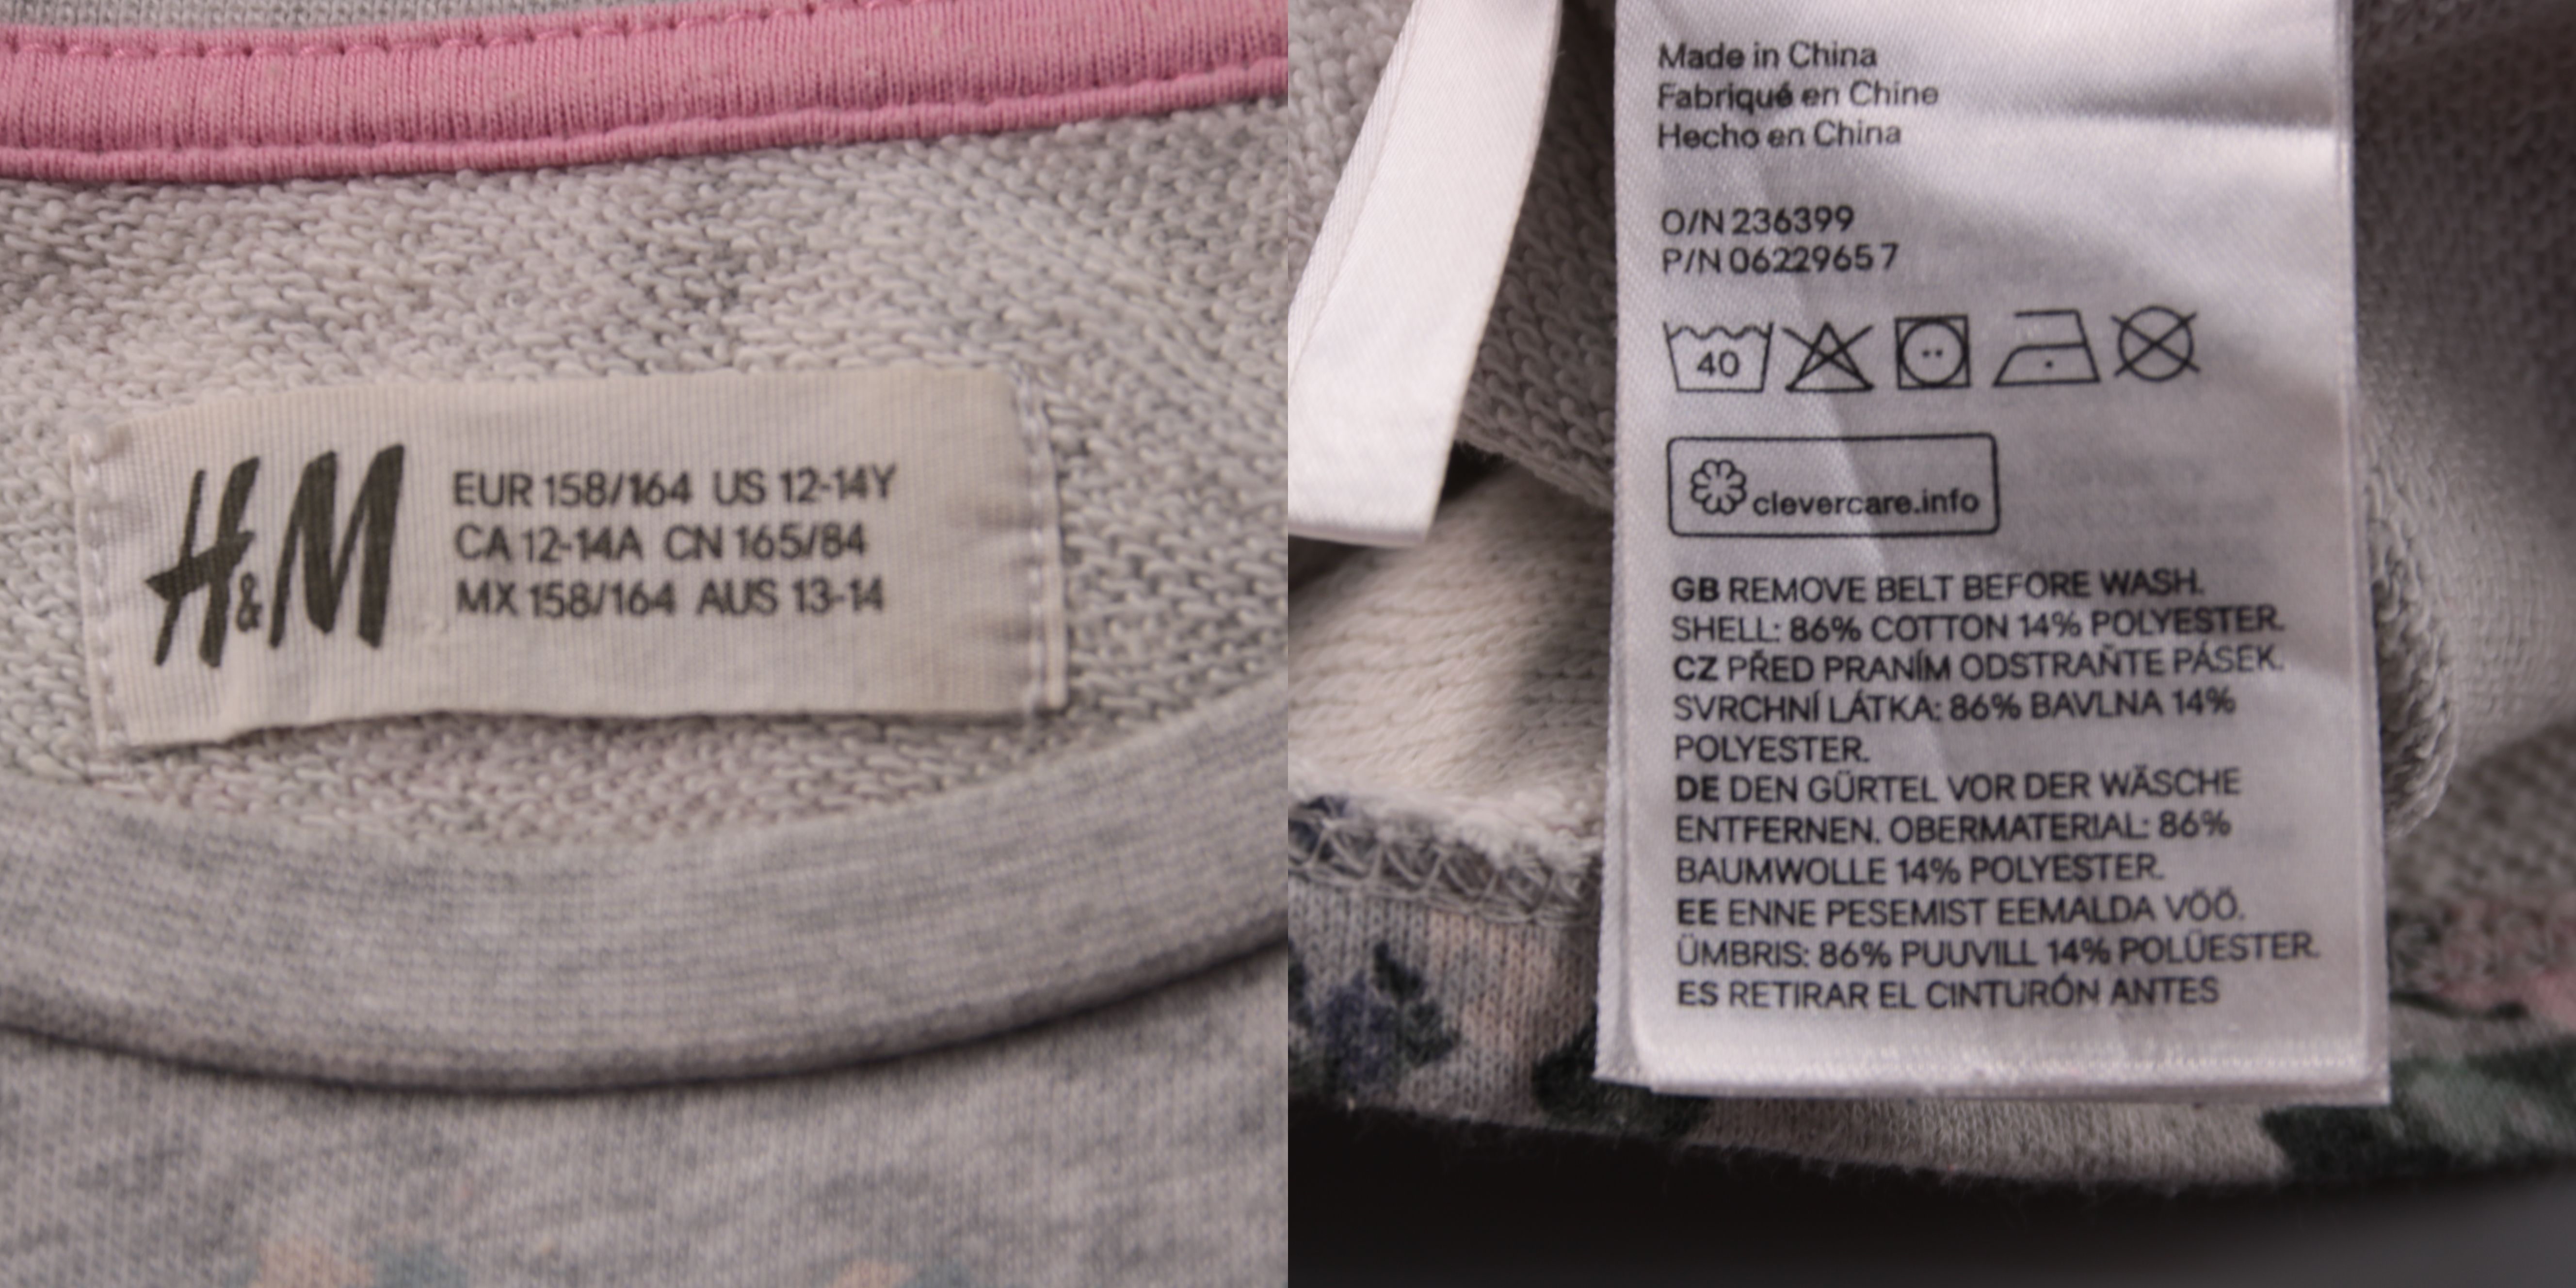 H&M
EUR 158/164 US 12-14Y
CA 12-14A CN 165/84
MX 158/164 AUS 13-14
Made in China
Fabriqué en Chine
Hecho en China
O/N 236399
P/N 0622965 7
40
clevercare.info
GB REMOVE BELT BEFORE WASH.
SHELL: 86% COTTON 14% POLYESTER.
CZ PŘED PRANÍM ODSTRAŇTE PÁSEK.
SVRCHNÍ LÁTKA: 86% BAVLNA 14%
POLYESTER.
DE DEN GÜRTEL VOR DER WÄSCHE
ENTFERNEN. OBERMATERIAL: 86%
BAUMWOLLE 14% POLYESTER.
EE ENNE PESEMIST EEMALDA VÖÖ.
ÜMBRIS: 86% PUUVILL 14% POLÜESTER.
ES RETIRAR EL CINTURÓN ANTES